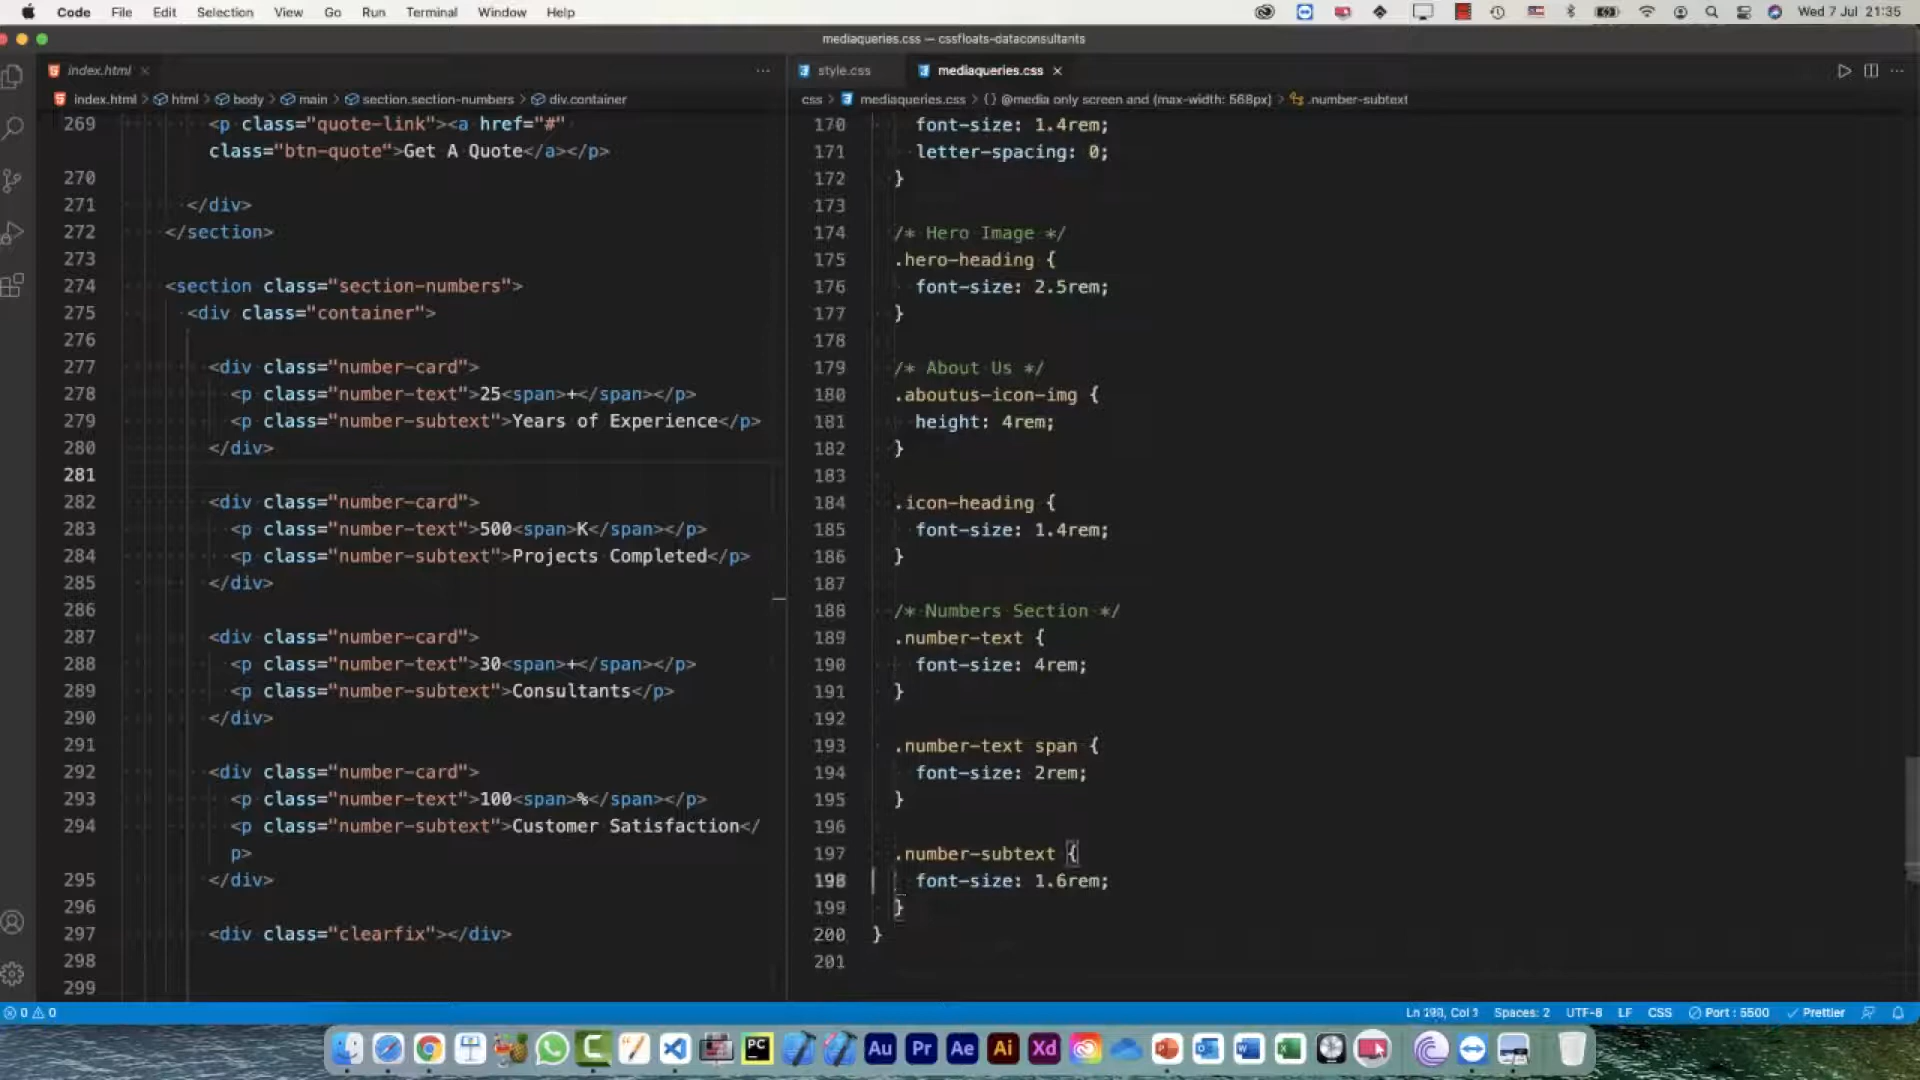 Code File Edit Selection View Go Run Terminal Window Help
Wed 7 Jul 21:35
mediaqueries.css — cssfloats-dataconsultants
index.html
index.html > html > body > main > section.section-numbers > div.container
269 <p class="quote-link"><a href="#"
class="btn-quote">Get A Quote</a></p>
270
271 </div>
272 </section>
273
274 <section class="section-numbers">
275 <div class="container">
276
277 <div class="number-card">
278 <p class="number-text">25<span>+</span></p>
279 <p class="number-subtext">Years of Experience</p>
280 </div>
281
282 <div class="number-card">
283 <p class="number-text">500<span>K</span></p>
284 <p class="number-subtext">Projects Completed</p>
285 </div>
286
287 <div class="number-card">
288 <p class="number-text">30<span>+</span></p>
289 <p class="number-subtext">Consultants</p>
290 </div>
291
292 <div class="number-card">
293 <p class="number-text">100<span>%</span></p>
294 <p class="number-subtext">Customer Satisfaction</
p>
295 </div>
296
297 <div class="clearfix"></div>
298
299
style.css mediaqueries.css
css > mediaqueries.css > {} @media only screen and (max-width: 568px) > .number-subtext
170 font-size: 1.4rem;
171 letter-spacing: 0;
172 }
173
174 /* Hero Image */
175 .hero-heading {
176 font-size: 2.5rem;
177 }
178
179 /* About Us */
180 .aboutus-icon-img {
181 height: 4rem;
182 }
183
184 .icon-heading {
185 font-size: 1.4rem;
186 }
187
188 /* Numbers Section */
189 .number-text {
190 font-size: 4rem;
191 }
192
193 .number-text span {
194 font-size: 2rem;
195 }
196
197 .number-subtext {
198 font-size: 1.6rem;
199 }
200 }
201
0 0
Spaces: 2 UTF-8 LF CSS Port : 5500 Prettier
PC Au Pr Ae Ai Xd